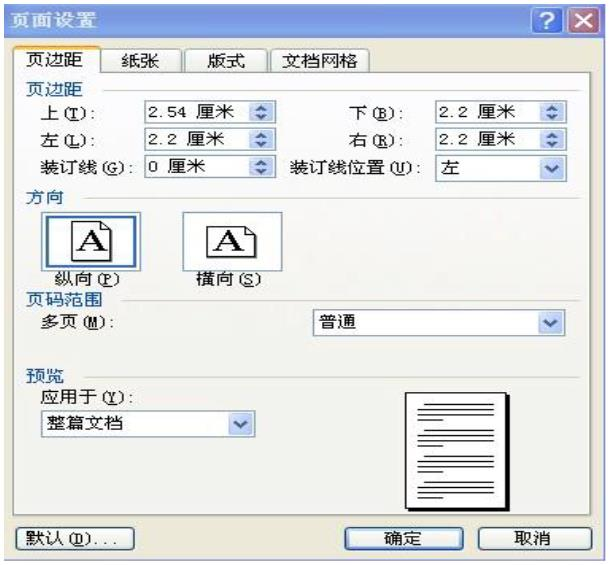 页面设置
页边距 纸张 版式 文档网格
页边距
上(T): 2.54 厘米 下(B): 2.2 厘米
左(L): 2.2 厘米 右(R): 2.2 厘米
装订线(G): 0 厘米 装订线位置(U): 左
方向
A A
纵向(P) 横向(S)
页码范围
多页(M): 普通
预览
应用于(Y):
整篇文档
默认(D)... 确定 取消